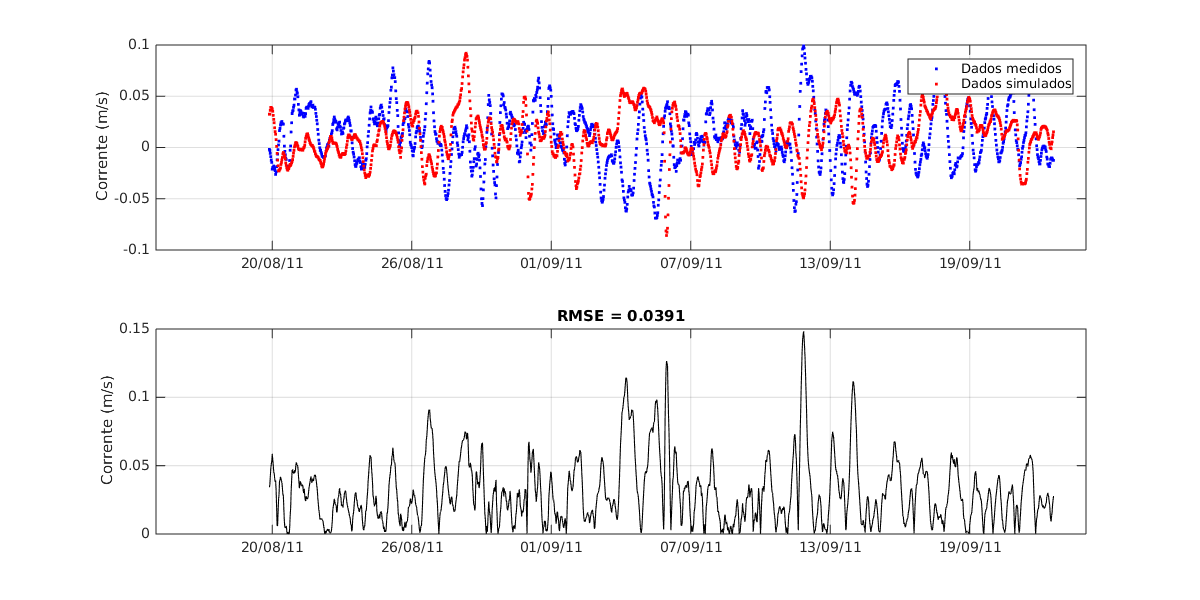 0.1
0.05
0
-0.05
-0.1
Corrente (m/s)
Dados medidos
Dados simulados
20/08/11 26/08/11 01/09/11 07/09/11 13/09/11 19/09/11
RMSE = 0.0391
0.15
0.1
0.05
0
Corrente (m/s)
20/08/11 26/08/11 01/09/11 07/09/11 13/09/11 19/09/11